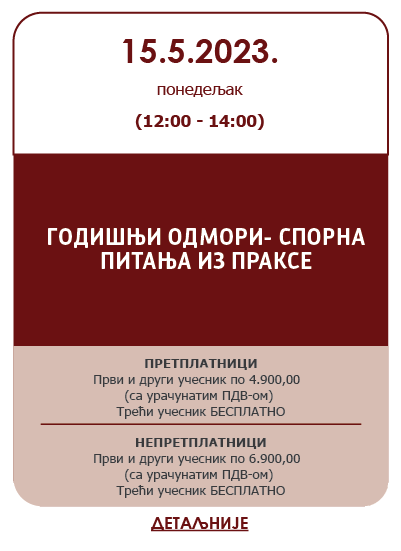 15.5.2023.
понедељак
(12:00 - 14:00)
ГОДИШЊИ ОДМОРИ- СПОРНА
ПИТАЊА ИЗ ПРАКСЕ
ПРЕТПЛАТНИЦИ
Први и други учесник по 4.900,00
(са урачунатим ПДВ-ом)
Трећи учесник БЕСПЛАТНО
НЕПРЕТПЛАТНИЦИ
Први и други учесник по 6.900,00
(са урачунатим ПДВ-ом)
Трећи учесник БЕСПЛАТНО
ДЕТАЉНИЈЕ